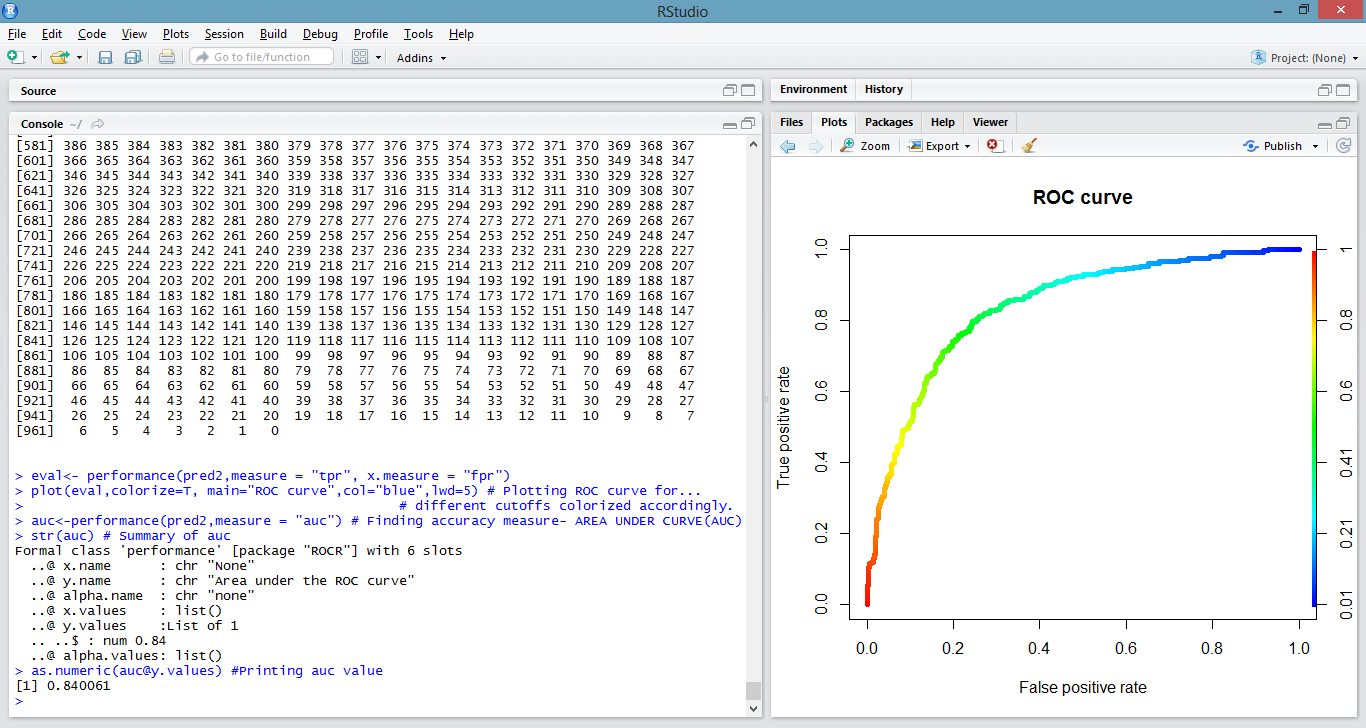 RStudio
File Edit Code View Plots Session Build Debug Profile Tools Help
Go to file/function
Addins
Project: (None)
Source
Console ~/
[581] 386 385 384 383 382 381 380 379 378 377 376 375 374 373 372 371 370 369 368 367
[601] 366 365 364 363 362 361 360 359 358 357 356 355 354 353 352 351 350 349 348 347
[621] 346 345 344 343 342 341 340 339 338 337 336 335 334 333 332 331 330 329 328 327
[641] 326 325 324 323 322 321 320 319 318 317 316 315 314 313 312 311 310 309 308 307
[661] 306 305 304 303 302 301 300 299 298 297 296 295 294 293 292 291 290 289 288 287
[681] 286 285 284 283 282 281 280 279 278 277 276 275 274 273 272 271 270 269 268 267
[701] 266 265 264 263 262 261 260 259 258 257 256 255 254 253 252 251 250 249 248 247
[721] 246 245 244 243 242 241 240 239 238 237 236 235 234 233 232 231 230 229 228 227
[741] 226 225 224 223 222 221 220 219 218 217 216 215 214 213 212 211 210 209 208 207
[761] 206 205 204 203 202 201 200 199 198 197 196 195 194 193 192 191 190 189 188 187
[781] 186 185 184 183 182 181 180 179 178 177 176 175 174 173 172 171 170 169 168 167
[801] 166 165 164 163 162 161 160 159 158 157 156 155 154 153 152 151 150 149 148 147
[821] 146 145 144 143 142 141 140 139 138 137 136 135 134 133 132 131 130 129 128 127
[841] 126 125 124 123 122 121 120 119 118 117 116 115 114 113 112 111 110 109 108 107
[861] 106 105 104 103 102 101 100 99 98 97 96 95 94 93 92 91 90 89 88 87
[881] 86 85 84 83 82 81 80 79 78 77 76 75 74 73 72 71 70 69 68 67
[901] 66 65 64 63 62 61 60 59 58 57 56 55 54 53 52 51 50 49 48 47
[921] 46 45 44 43 42 41 40 39 38 37 36 35 34 33 32 31 30 29 28 27
[941] 26 25 24 23 22 21 20 19 18 17 16 15 14 13 12 11 10 9 8 7
[961] 6 5 4 3 2 1 0
> eval<- performance(pred2,measure = "tpr", x.measure = "fpr")
> plot(eval,colorize=T, main="ROC curve",col="blue",lwd=5) # Plotting ROC curve for...
> # different cutoffs colorized accordingly.
> auc<-performance(pred2,measure = "auc") # Finding accuracy measure- AREA UNDER CURVE(AUC)
> str(auc) # Summary of auc
Formal class 'performance' [package "ROCR"] with 6 slots
..@ x.name : chr "None"
..@ y.name : chr "Area under the ROC curve"
..@ alpha.name : chr "none"
..@ x.values : list()
..@ y.values :List of 1
.. ..$ : num 0.84
..@ alpha.values: list()
> as.numeric(auc@y.values) #Printing auc value
[1] 0.840061
>
Environment History
Files Plots Packages Help Viewer
Zoom Export Publish
ROC curve
True positive rate
0.0 0.2 0.4 0.6 0.8 1.0
0.01 0.21 0.41 0.6 0.8 1
0.0 0.2 0.4 0.6 0.8 1.0
False positive rate